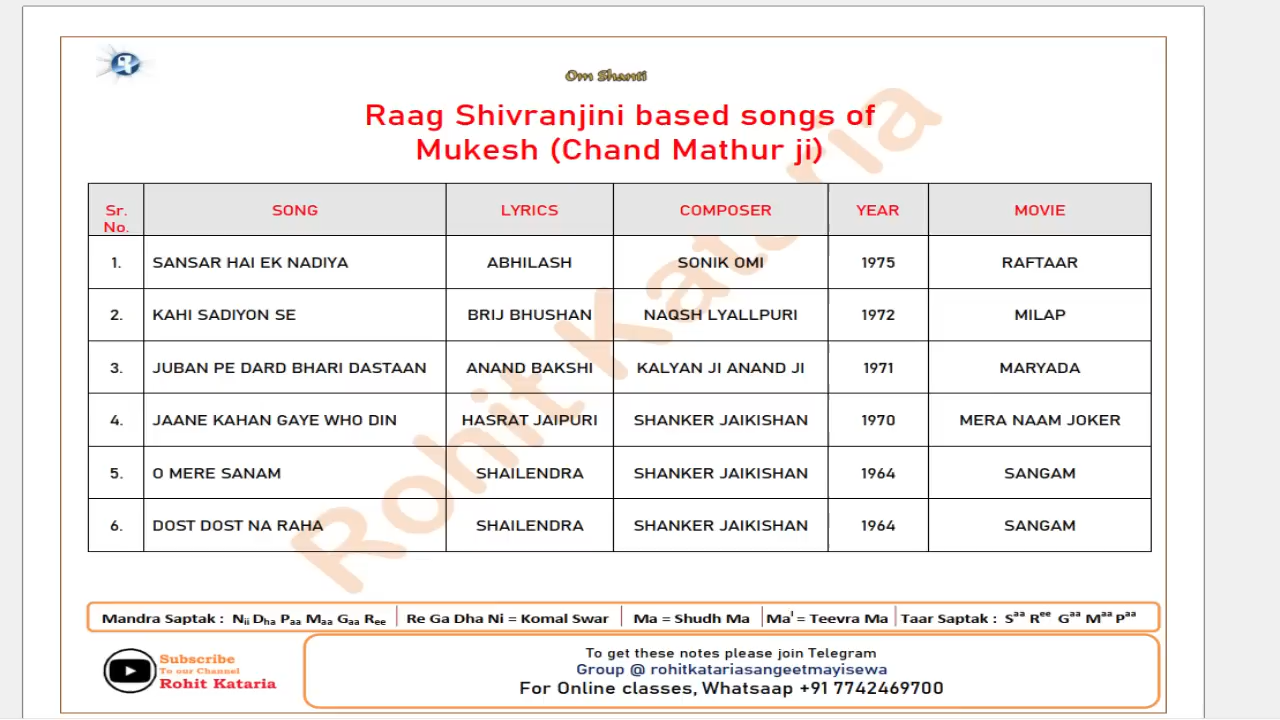 Om Shanti
Raag Shivranjini based songs of
Mukesh (Chand Mathur ji)
Sr. No. SONG LYRICS COMPOSER YEAR MOVIE
1. SANSAR HAI EK NADIYA ABHILASH SONIK OMI 1975 RAFTAAR
2. KAHI SADIYON SE BRIJ BHUSHAN NAQSH LYALLPURI 1972 MILAP
3. JUBAN PE DARD BHARI DASTAAN ANAND BAKSHI KALYAN JI ANAND JI 1971 MARYADA
4. JAANE KAHAN GAYE WHO DIN HASRAT JAIPURI SHANKER JAIKISHAN 1970 MERA NAAM JOKER
5. O MERE SANAM SHAILENDRA SHANKER JAIKISHAN 1964 SANGAM
6. DOST DOST NA RAHA SHAILENDRA SHANKER JAIKISHAN 1964 SANGAM
Rohit Kataria
Mandra Saptak : Nii Dha Paa Maa Gaa Ree Re Ga Dha Ni = Komal Swar Ma = Shudh Ma Ma' = Teevra Ma Taar Saptak : Saa Ree Gaa Maa Paa
Subscribe
To our Channel
Rohit Kataria
To get these notes please join Telegram
Group @ rohitkatariasangeetmayisewa
For Online classes, Whatsaap +91 7742469700